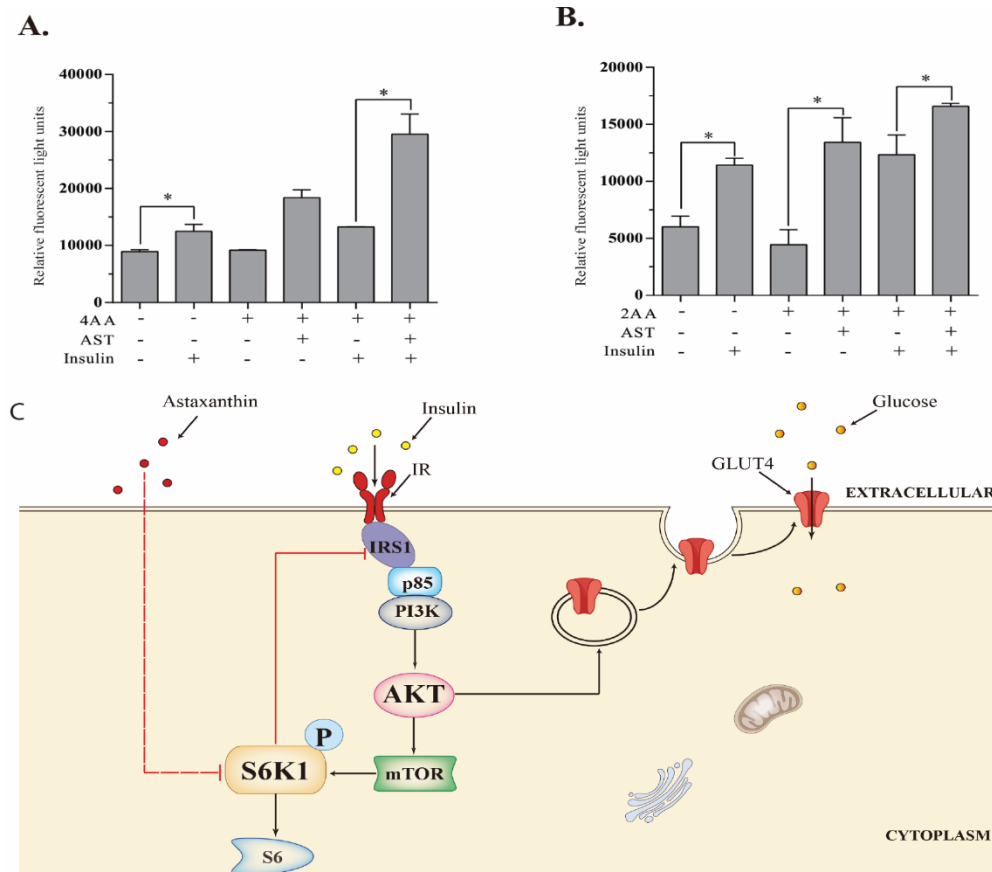 A.
Relative fluorescent light units
40000
30000
20000
10000
0
*
*
4AA - - + + + +
AST - - - + - +
Insulin - + - - + +
B.
Relative fluorescent light units
20000
15000
10000
5000
0
*
*
*
2AA - - + + + +
AST - - - + - +
Insulin - + - - + +
C
Astaxanthin
Insulin
Glucose
IR
GLUT4
EXTRACELLULAR
IRS1
p85
PI3K
AKT
P
S6K1
mTOR
S6
CYTOPLASM